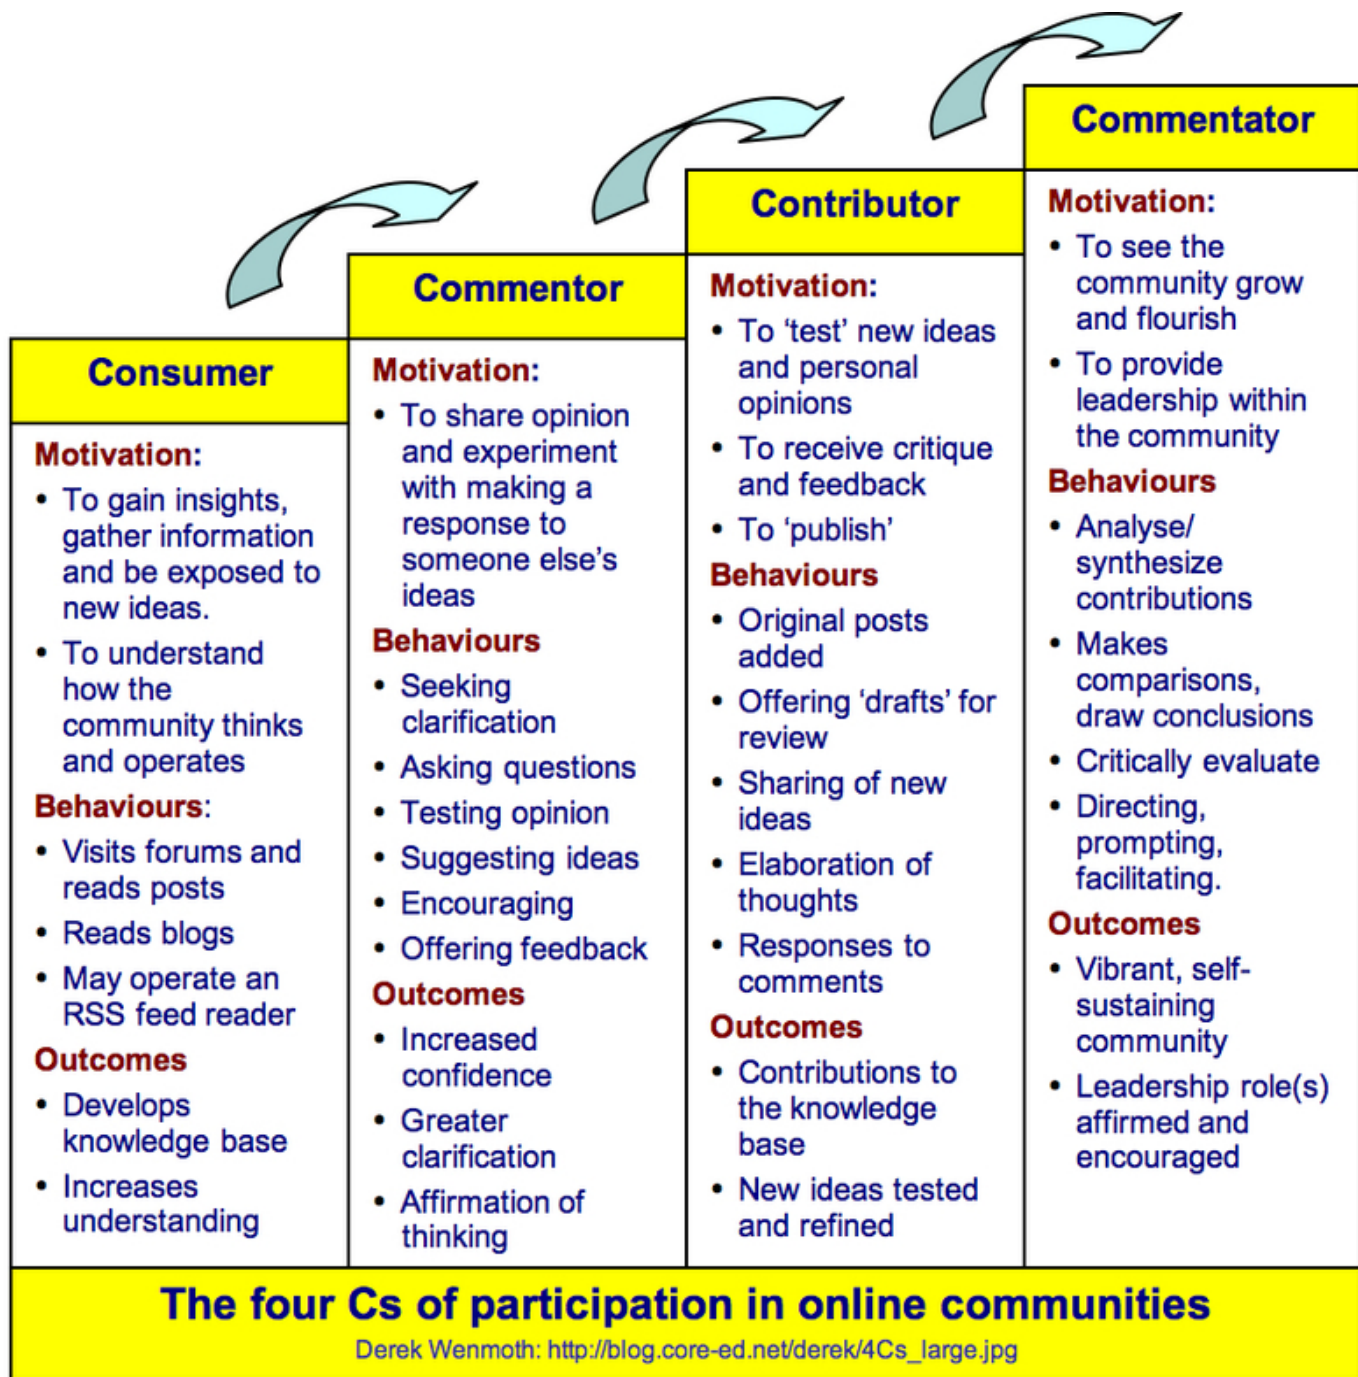 Consumer
Motivation:
• To gain insights,
gather information
and be exposed to
new ideas.
• To understand
how the
community thinks
and operates
Behaviours:
• Visits forums and
reads posts
• Reads blogs
• May operate an
RSS feed reader
Outcomes
• Develops
knowledge base
• Increases
understanding
Commentor
Motivation:
• To share opinion
and experiment
with making a
response to
someone else’s
ideas
Behaviours
• Seeking
clarification
• Asking questions
• Testing opinion
• Suggesting ideas
• Encouraging
• Offering feedback
Outcomes
• Increased
confidence
• Greater
clarification
• Affirmation of
thinking
Contributor
Motivation:
• To ‘test’ new ideas
and personal
opinions
• To receive critique
and feedback
• To ‘publish’
Behaviours
• Original posts
added
• Offering ‘drafts’ for
review
• Sharing of new
ideas
• Elaboration of
thoughts
• Responses to
comments
Outcomes
• Contributions to
the knowledge
base
• New ideas tested
and refined
Commentator
Motivation:
• To see the
community grow
and flourish
• To provide
leadership within
the community
Behaviours
• Analyse/
synthesize
contributions
• Makes
comparisons,
draw conclusions
• Critically evaluate
• Directing,
prompting,
facilitating.
Outcomes
• Vibrant, self-
sustaining
community
• Leadership role(s)
affirmed and
encouraged
The four Cs of participation in online communities
Derek Wenmoth: http://blog.core-ed.net/derek/4Cs_large.jpg